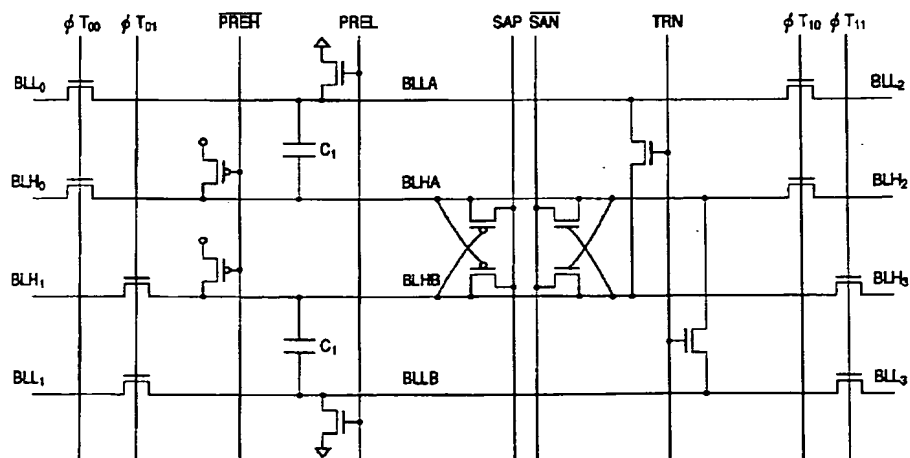 ϕ T00 ϕ T01 PREH PREL SAP SAN TRN ϕ T10 ϕ T11
BLL0 BLLA BLL2
C1
BLH0 BLHA BLH2
BLH1 BLHB BLH3
C1
BLL1 BLLB BLL3